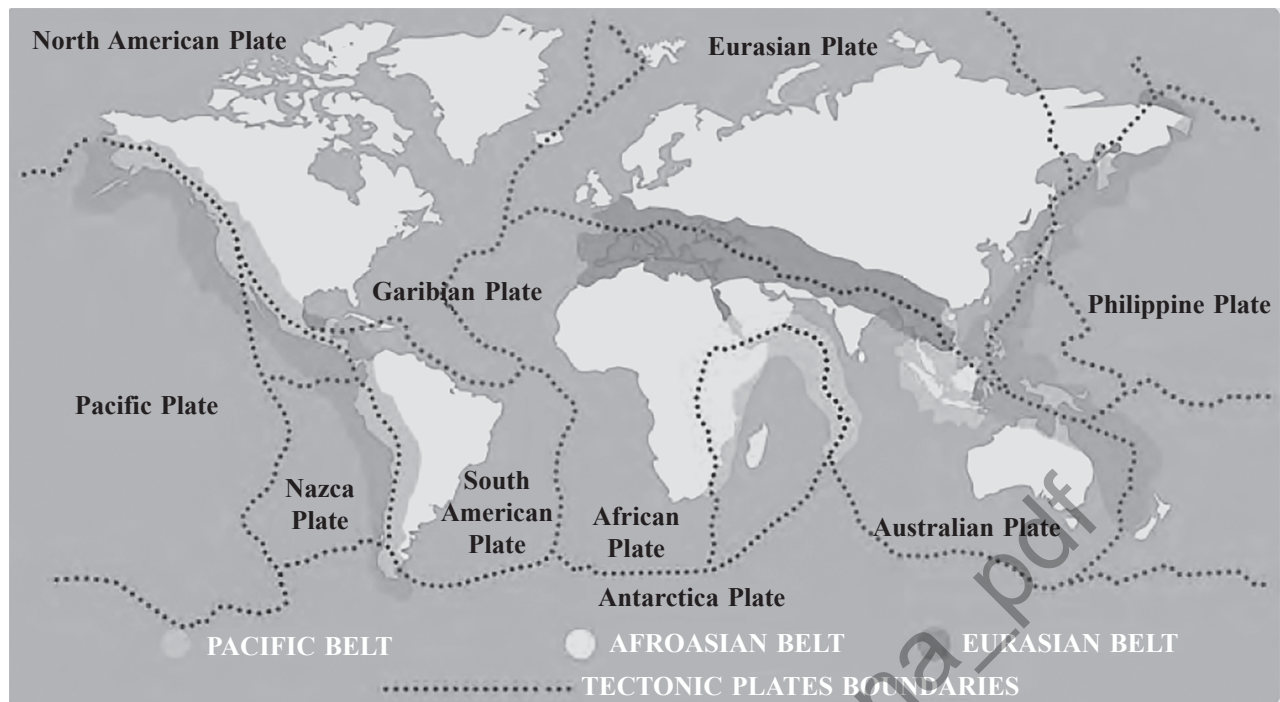 North American Plate
Eurasian Plate
Garibian Plate
Philippine Plate
Pacific Plate
Nazca
Plate
South
American
Plate
African
Plate
Australian Plate
Antarctica Plate
PACIFIC BELT
AFROASIAN BELT
EURASIAN BELT
TECTONIC PLATES BOUNDARIES
na_pdf